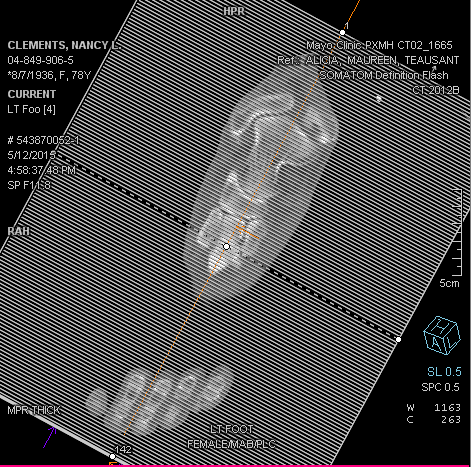 HPR
1
CLEMENTS, NANCY L.
04-849-906-5
*8/7/1936, F, 78Y
CURRENT
LT Foo [4]
Mayo Clinic PXMH CT02_1665
Ref.: ALICIA, MAUREEN, TEAUSANT
SOMATOM Definition Flash
CT 2012B
# 543870052-1
5/12/2015
4:58:37.48 PM
SP F11.8
RAH
5cm
SL 0.5
SPC 0.5
W 1163
C 263
MPR THICK
LT FOOT
FEMALE/MAB/PLC
142